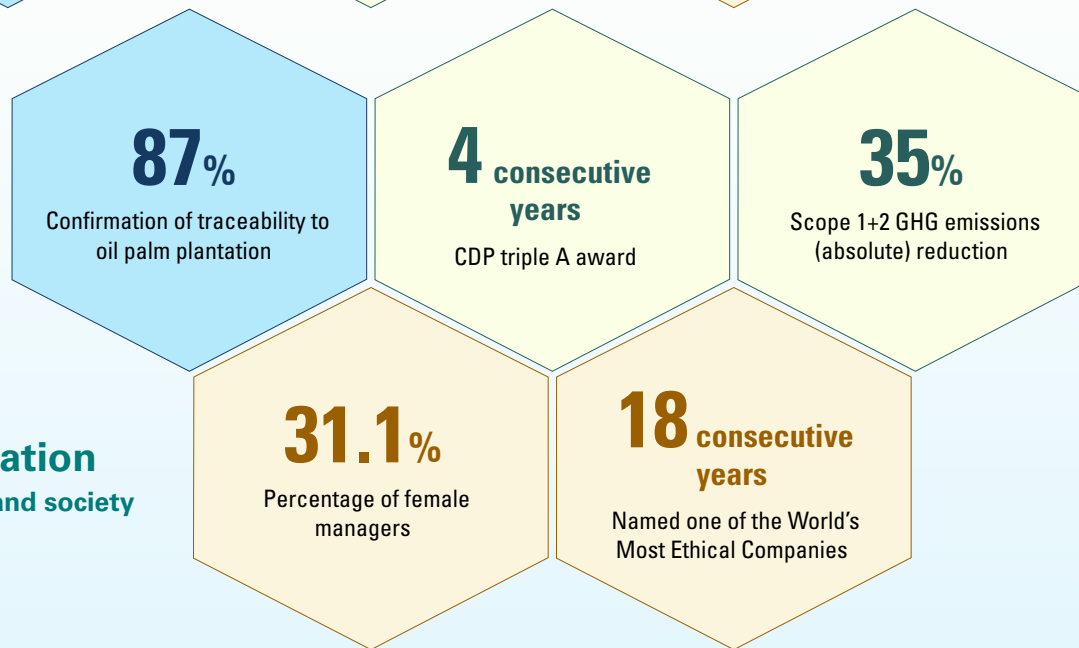 87%
Confirmation of traceability to
oil palm plantation
4 consecutive
years
CDP triple A award
35%
Scope 1+2 GHG emissions
(absolute) reduction
ation
and society
31.1%
Percentage of female
managers
18 consecutive
years
Named one of the World's
Most Ethical Companies